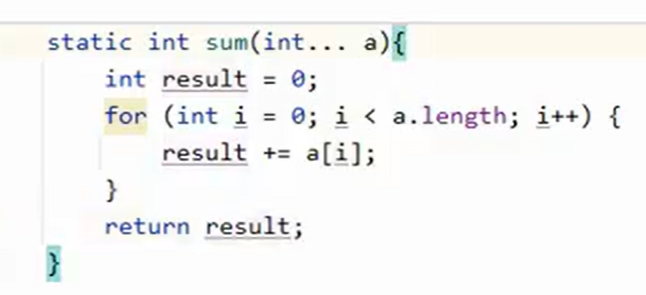 static int sum(int... a){
    int result = 0;
    for (int i = 0; i < a.length; i++) {
        result += a[i];
    }
    return result;
}